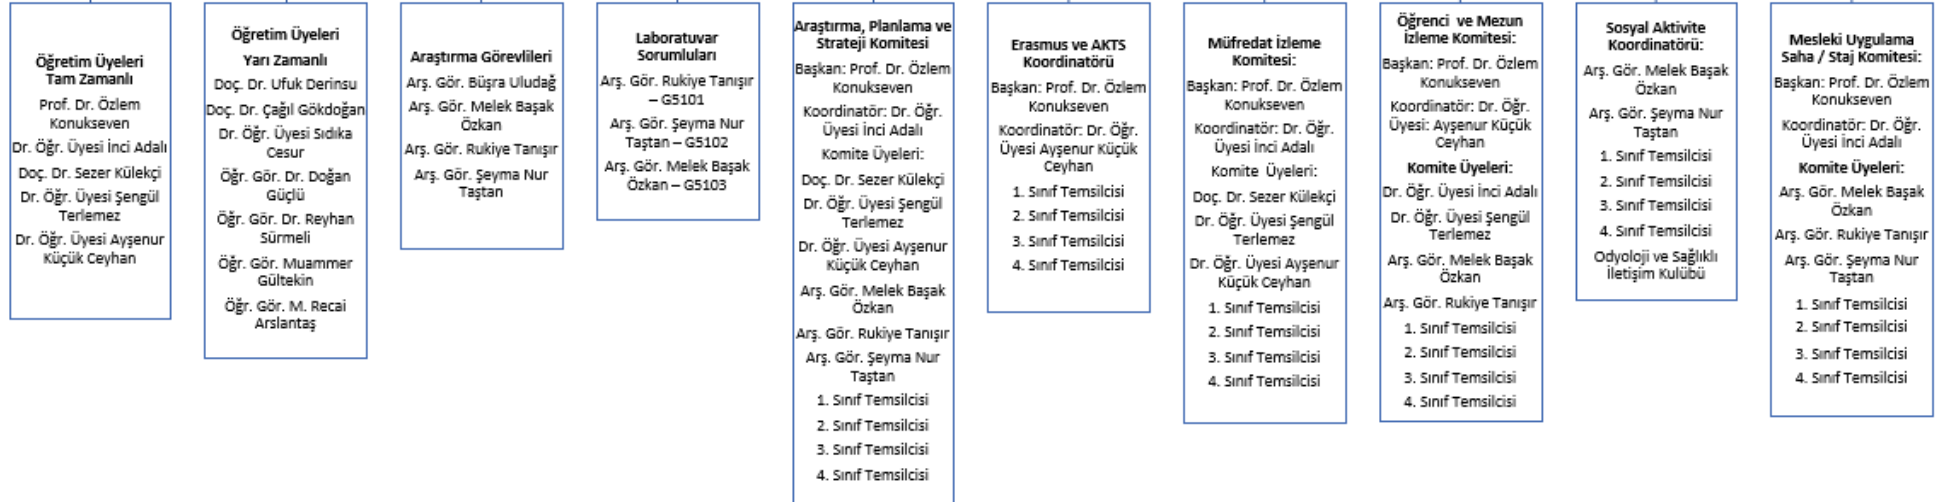 Öğretim Üyeleri
Tam Zamanlı
Prof. Dr. Özlem
Konukseven
Dr. Öğr. Üyesi İnci Adalı
Doç. Dr. Sezer Külekçi
Dr. Öğr. Üyesi Şengül
Terlemez
Dr. Öğr. Üyesi Ayşenur
Küçük Ceyhan
Öğretim Üyeleri
Yarı Zamanlı
Doç. Dr. Ufuk Derinsu
Doç. Dr. Çağıl Gökdoğan
Dr. Öğr. Üyesi Sıdıka
Cesur
Öğr. Gör. Dr. Doğan
Güçlü
Öğr. Gör. Dr. Reyhan
Sürmeli
Öğr. Gör. Muammer
Gültekin
Öğr. Gör. M. Recai
Arslantaş
Araştırma Görevlileri
Arş. Gör. Büşra Uludağ
Arş. Gör. Melek Başak
Özkan
Arş. Gör. Rukiye Tanışır
Arş. Gör. Şeyma Nur
Taştan
Laboratuvar
Sorumluları
Arş. Gör. Rukiye Tanışır
– G5101
Arş. Gör. Şeyma Nur
Taştan – G5102
Arş. Gör. Melek Başak
Özkan – G5103
Araştırma, Planlama ve
Strateji Komitesi
Başkan: Prof. Dr. Özlem
Konukseven
Koordinatör: Dr. Öğr.
Üyesi İnci Adalı
Komite Üyeleri:
Doç. Dr. Sezer Külekçi
Dr. Öğr. Üyesi Şengül
Terlemez
Dr. Öğr. Üyesi Ayşenur
Küçük Ceyhan
Arş. Gör. Melek Başak
Özkan
Arş. Gör. Rukiye Tanışır
Arş. Gör. Şeyma Nur
Taştan
1. Sınıf Temsilcisi
2. Sınıf Temsilcisi
3. Sınıf Temsilcisi
4. Sınıf Temsilcisi
Erasmus ve AKTS
Koordinatörü
Başkan: Prof. Dr. Özlem
Konukseven
Koordinatör: Dr. Öğr.
Üyesi Ayşenur Küçük
Ceyhan
1. Sınıf Temsilcisi
2. Sınıf Temsilcisi
3. Sınıf Temsilcisi
4. Sınıf Temsilcisi
Müfredat İzleme
Komitesi:
Başkan: Prof. Dr. Özlem
Konukseven
Koordinatör: Dr. Öğr.
Üyesi İnci Adalı
Komite Üyeleri:
Doç. Dr. Sezer Külekçi
Dr. Öğr. Üyesi Şengül
Terlemez
Dr. Öğr. Üyesi Ayşenur
Küçük Ceyhan
1. Sınıf Temsilcisi
2. Sınıf Temsilcisi
3. Sınıf Temsilcisi
4. Sınıf Temsilcisi
Öğrenci ve Mezun
İzleme Komitesi:
Başkan: Prof. Dr. Özlem
Konukseven
Koordinatör: Dr. Öğr.
Üyesi: Ayşenur Küçük
Ceyhan
Komite Üyeleri:
Dr. Öğr. Üyesi İnci Adalı
Dr. Öğr. Üyesi Şengül
Terlemez
Arş. Gör. Melek Başak
Özkan
Arş. Gör. Rukiye Tanışır
1. Sınıf Temsilcisi
2. Sınıf Temsilcisi
3. Sınıf Temsilcisi
4. Sınıf Temsilcisi
Sosyal Aktivite
Koordinatörü:
Arş. Gör. Melek Başak
Özkan
Arş. Gör. Şeyma Nur
Taştan
1. Sınıf Temsilcisi
2. Sınıf Temsilcisi
3. Sınıf Temsilcisi
4. Sınıf Temsilcisi
Odyoloji ve Sağlıklı
İletişim Kulübü
Mesleki Uygulama
Saha / Staj Komitesi:
Başkan: Prof. Dr. Özlem
Konukseven
Koordinatör: Dr. Öğr.
Üyesi İnci Adalı
Komite Üyeleri:
Arş. Gör. Melek Başak
Özkan
Arş. Gör. Rukiye Tanışır
Arş. Gör. Şeyma Nur
Taştan
1. Sınıf Temsilcisi
2. Sınıf Temsilcisi
3. Sınıf Temsilcisi
4. Sınıf Temsilcisi